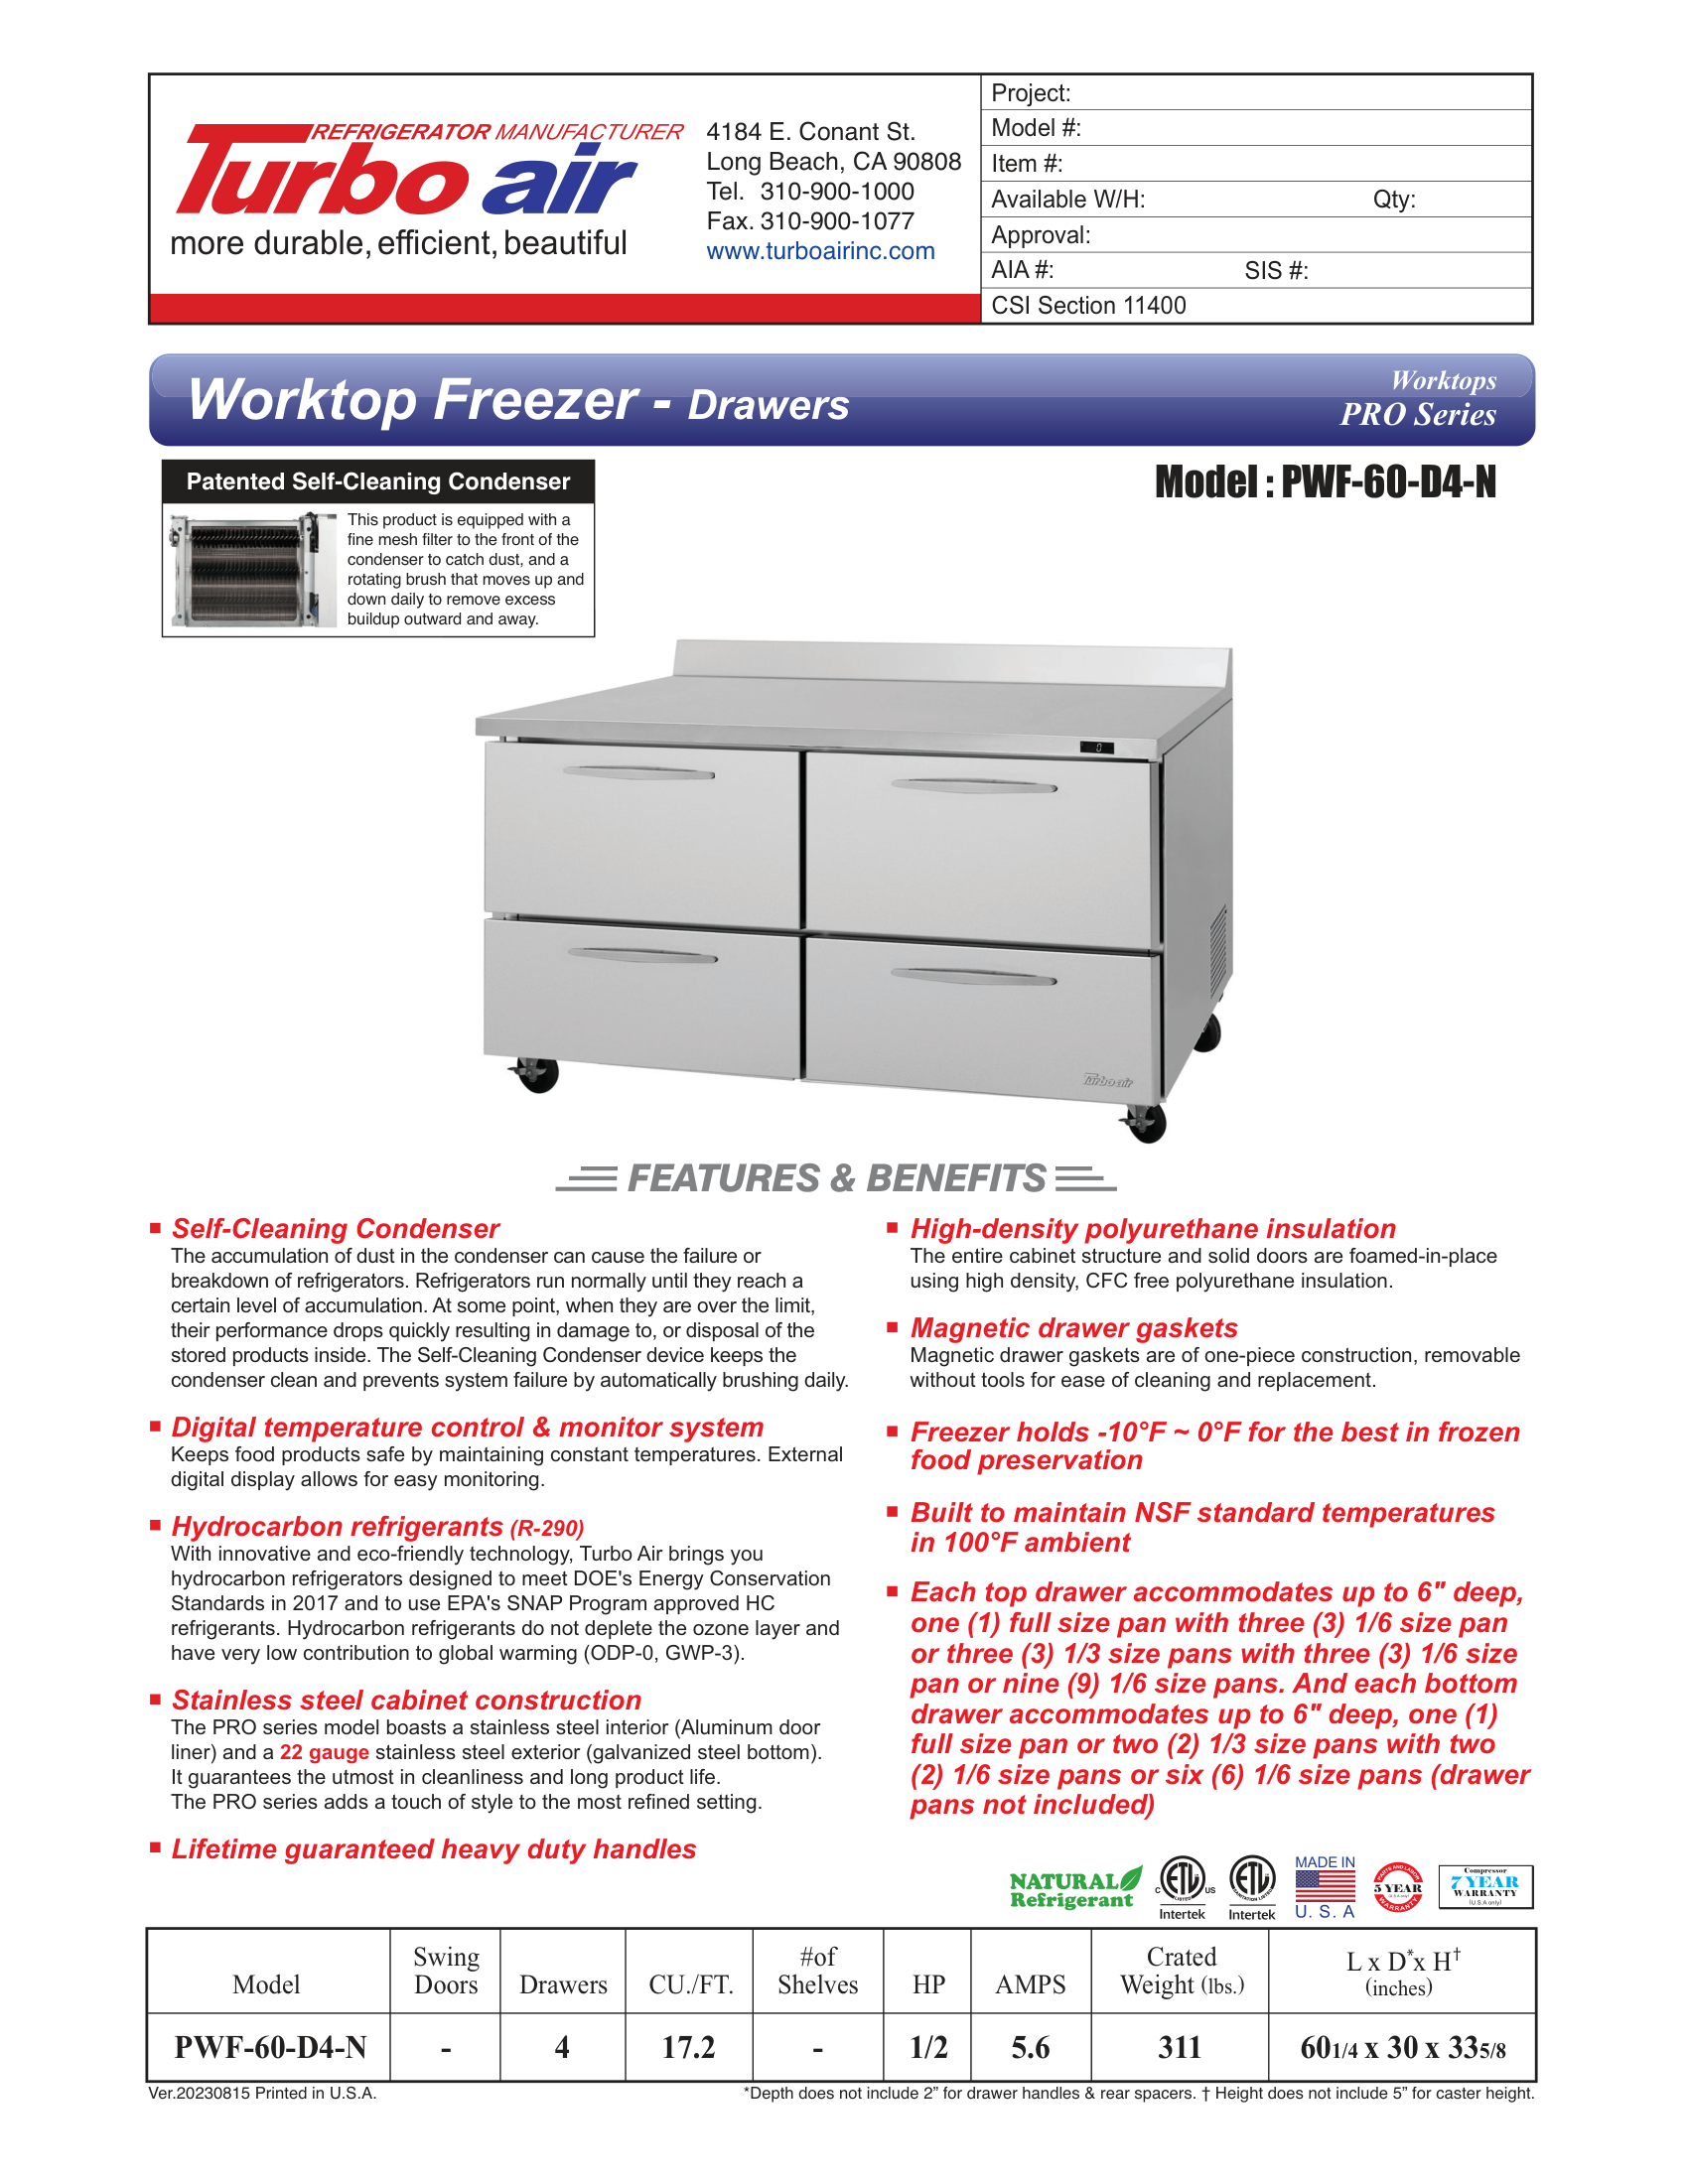 REFRIGERATOR MANUFACTURER
Turbo air
more durable, efficient, beautiful
4184 E. Conant St.
Long Beach, CA 90808
Tel. 310-900-1000
Fax. 310-900-1077
www.turboairinc.com
Project:
Model #:
Item #:
Available W/H: Qty:
Approval:
AIA #: SIS #:
CSI Section 11400
Worktop Freezer - Drawers
Worktops
PRO Series
Patented Self-Cleaning Condenser
This product is equipped with a
fine mesh filter to the front of the
condenser to catch dust, and a
rotating brush that moves up and
down daily to remove excess
buildup outward and away.
Model : PWF-60-D4-N
0
Turbo air
FEATURES & BENEFITS
■ Self-Cleaning Condenser
The accumulation of dust in the condenser can cause the failure or
breakdown of refrigerators. Refrigerators run normally until they reach a
certain level of accumulation. At some point, when they are over the limit,
their performance drops quickly resulting in damage to, or disposal of the
stored products inside. The Self-Cleaning Condenser device keeps the
condenser clean and prevents system failure by automatically brushing daily.
■ Digital temperature control & monitor system
Keeps food products safe by maintaining constant temperatures. External
digital display allows for easy monitoring.
■ Hydrocarbon refrigerants (R-290)
With innovative and eco-friendly technology, Turbo Air brings you
hydrocarbon refrigerators designed to meet DOE's Energy Conservation
Standards in 2017 and to use EPA's SNAP Program approved HC
refrigerants. Hydrocarbon refrigerants do not deplete the ozone layer and
have very low contribution to global warming (ODP-0, GWP-3).
■ Stainless steel cabinet construction
The PRO series model boasts a stainless steel interior (Aluminum door
liner) and a 22 gauge stainless steel exterior (galvanized steel bottom).
It guarantees the utmost in cleanliness and long product life.
The PRO series adds a touch of style to the most refined setting.
■ Lifetime guaranteed heavy duty handles
■ High-density polyurethane insulation
The entire cabinet structure and solid doors are foamed-in-place
using high density, CFC free polyurethane insulation.
■ Magnetic drawer gaskets
Magnetic drawer gaskets are of one-piece construction, removable
without tools for ease of cleaning and replacement.
■ Freezer holds -10°F ~ 0°F for the best in frozen
food preservation
■ Built to maintain NSF standard temperatures
in 100°F ambient
■ Each top drawer accommodates up to 6" deep,
one (1) full size pan with three (3) 1/6 size pan
or three (3) 1/3 size pans with three (3) 1/6 size
pan or nine (9) 1/6 size pans. And each bottom
drawer accommodates up to 6" deep, one (1)
full size pan or two (2) 1/3 size pans with two
(2) 1/6 size pans or six (6) 1/6 size pans (drawer
pans not included)
NATURAL
Refrigerant
C ETL US
LISTED
Intertek
ETL
SANITATION LISTED
Intertek
MADE IN
U. S. A
PARTS AND LABOR
5 YEAR
(U.S.A only)
WARRANTY
Compressor
7 YEAR
WARRANTY
(U.S.A only)
Model Swing Doors Drawers CU./FT. #of Shelves HP AMPS Crated Weight (lbs.) L x D* x H† (inches)
PWF-60-D4-N - 4 17.2 - 1/2 5.6 311 601/4 x 30 x 335/8
Ver.20230815 Printed in U.S.A.
*Depth does not include 2” for drawer handles & rear spacers. † Height does not include 5” for caster height.